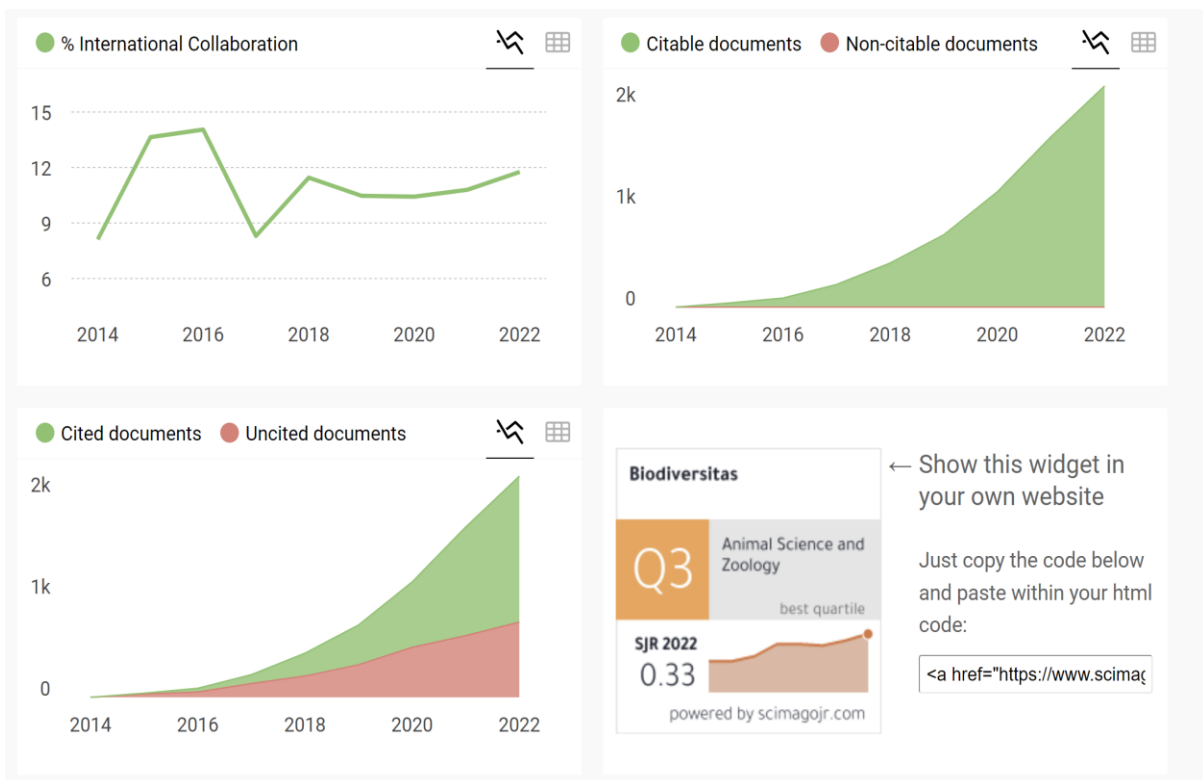 % International Collaboration
15
12
9
6
2014 2016 2018 2020 2022
Citable documents Non-citable documents
2k
1k
0
2014 2016 2018 2020 2022
Cited documents Uncited documents
2k
1k
0
2014 2016 2018 2020 2022
Biodiversitas
Q3
Animal Science and
Zoology
best quartile
SJR 2022
0.33
powered by scimagojr.com
← Show this widget in
your own website
Just copy the code below
and paste within your html
code:
<a href="https://www.scimag